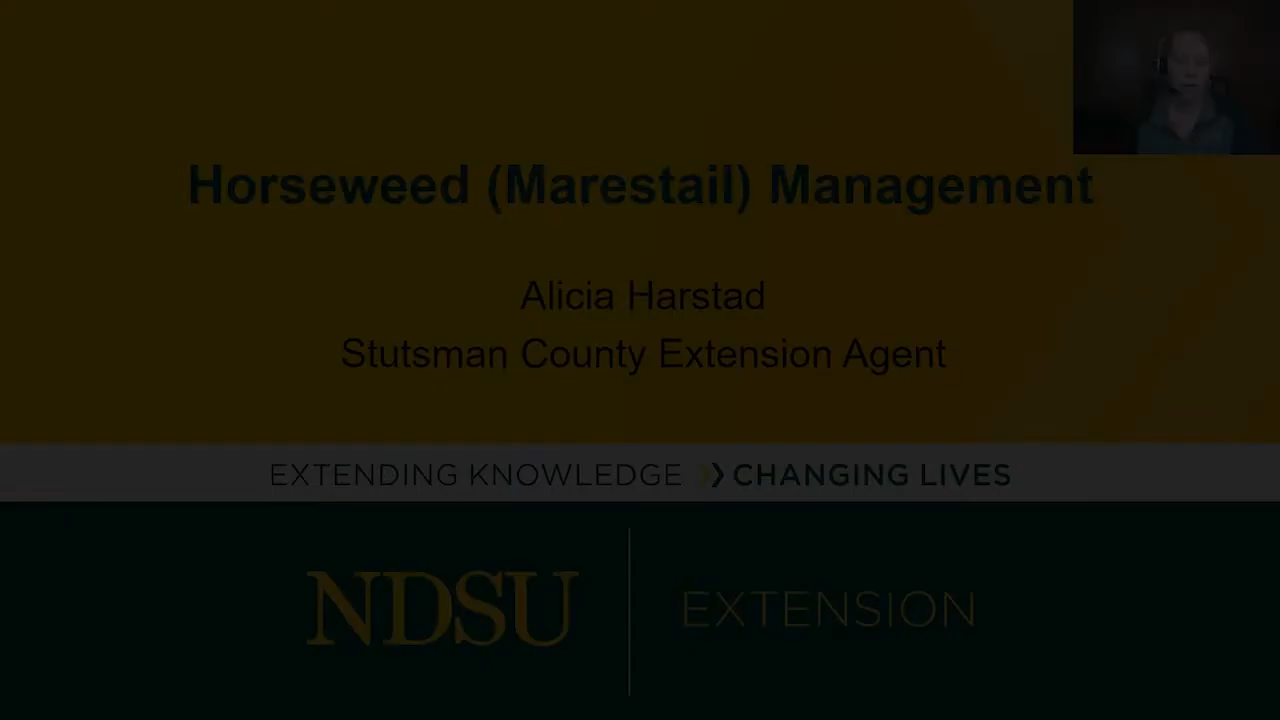 Horseweed (Marestail) Management
Alicia Harstad
Stutsman County Extension Agent
EXTENDING KNOWLEDGE CHANGING LIVES
NDSU EXTENSION